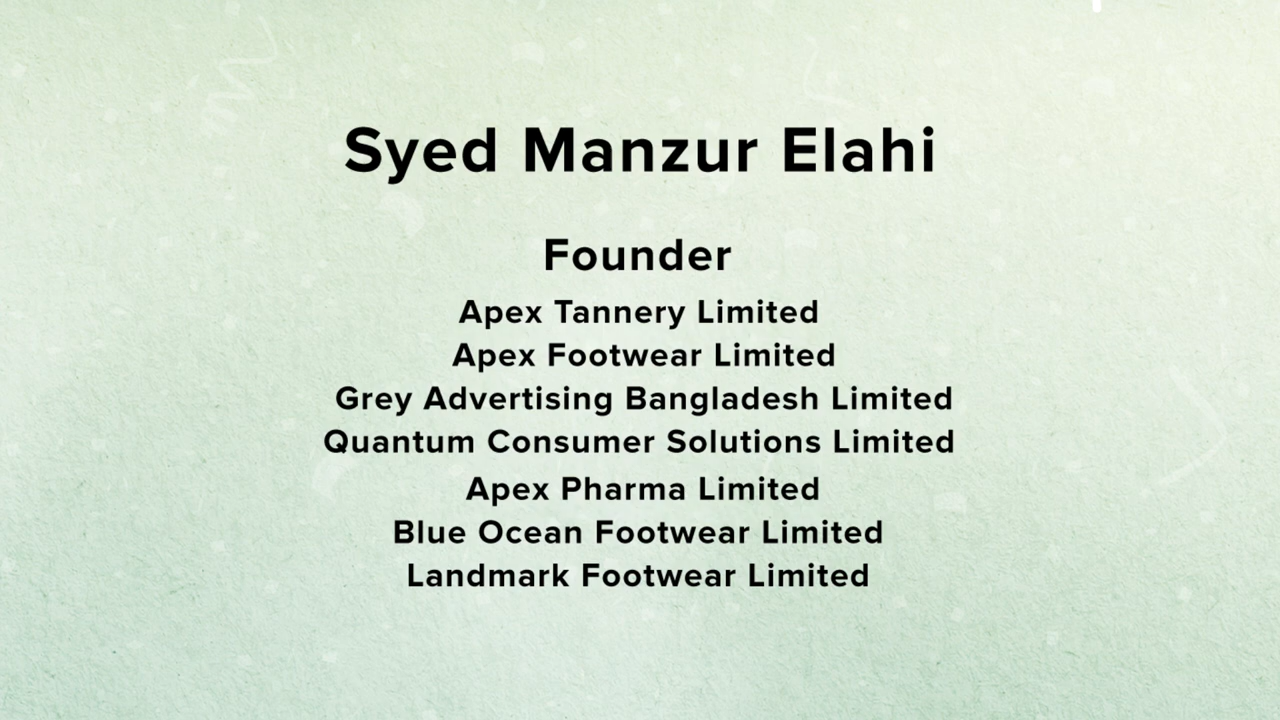 Syed Manzur Elahi
Founder
Apex Tannery Limited
Apex Footwear Limited
Grey Advertising Bangladesh Limited
Quantum Consumer Solutions Limited
Apex Pharma Limited
Blue Ocean Footwear Limited
Landmark Footwear Limited